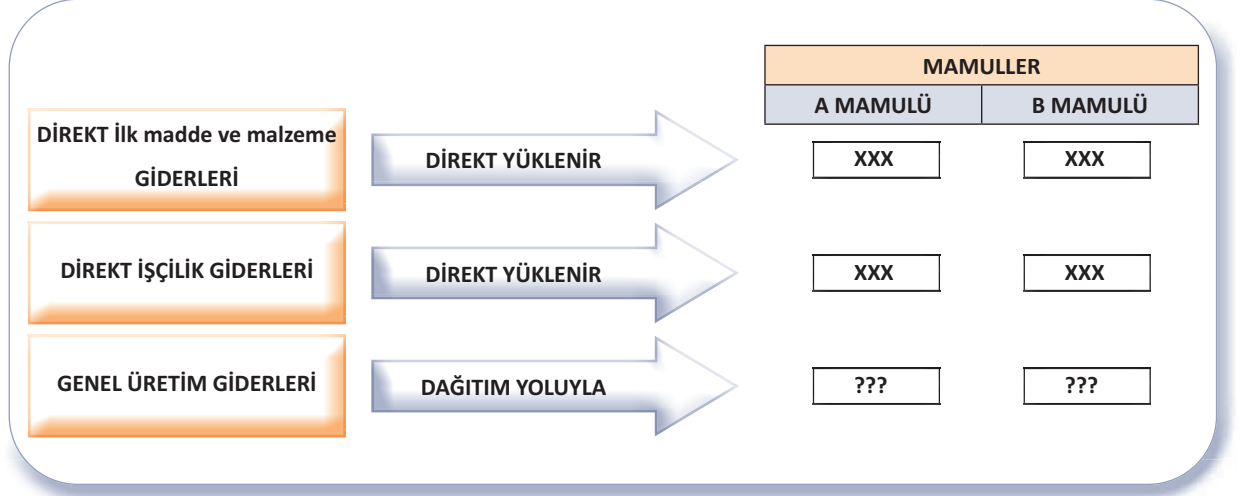 MAMULLER
A MAMULÜ B MAMULÜ
DİREKT İlk madde ve malzeme
GİDERLERİ
DİREKT YÜKLENİR
XXX XXX
DİREKT İŞÇİLİK GİDERLERİ
DİREKT YÜKLENİR
XXX XXX
GENEL ÜRETİM GİDERLERİ
DAĞITIM YOLUYLA
??? ???